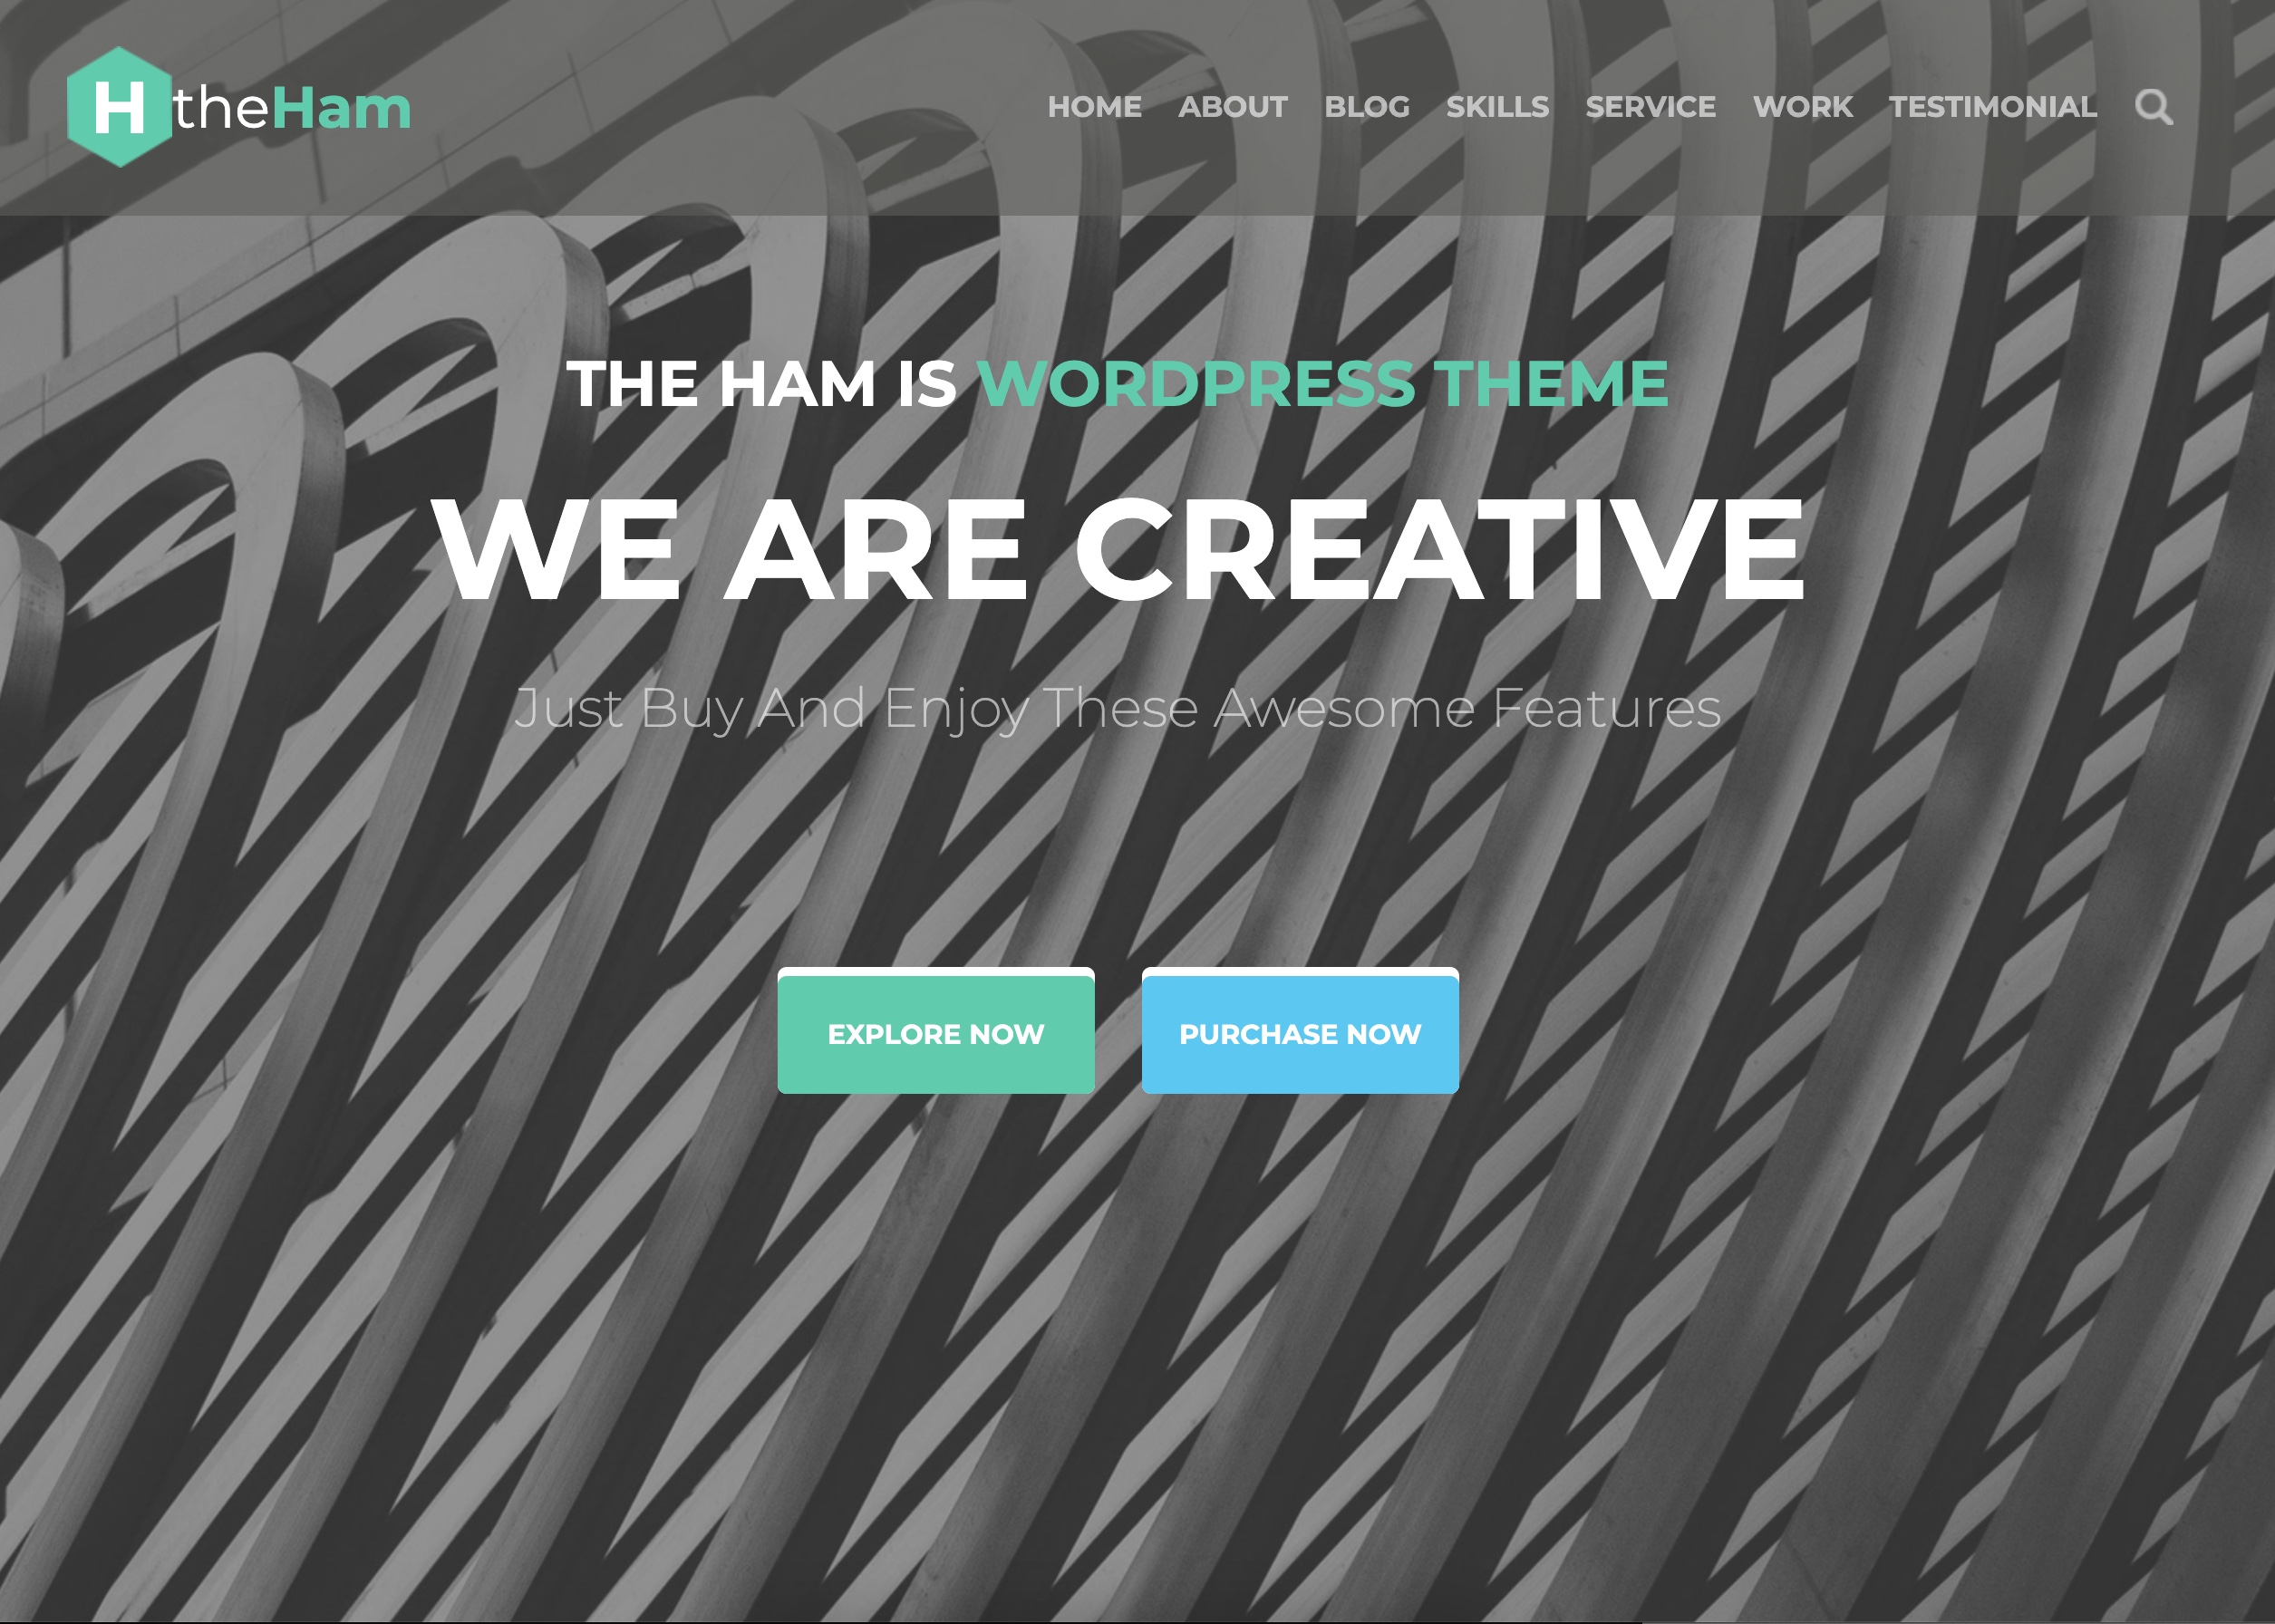 H theHam
HOME ABOUT BLOG SKILLS SERVICE WORK TESTIMONIAL
THE HAM IS WORDPRESS THEME
WE ARE CREATIVE
Just Buy And Enjoy These Awesome Features
EXPLORE NOW PURCHASE NOW